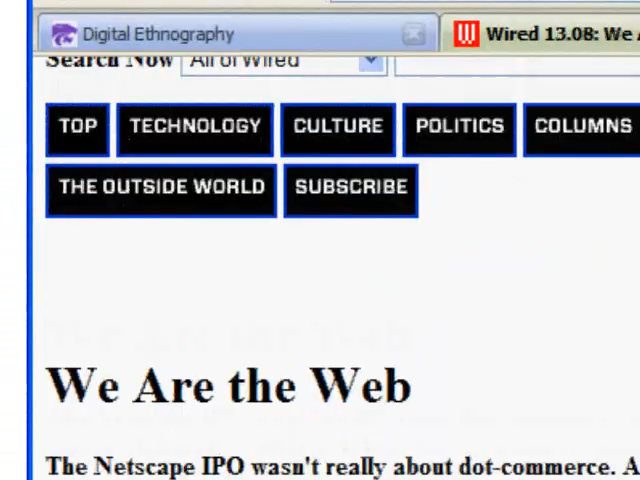 Digital Ethnography
Wired 13.08: We
Search Now All of Wired
TOP TECHNOLOGY CULTURE POLITICS COLUMNS
THE OUTSIDE WORLD SUBSCRIBE
We Are the Web
The Netscape IPO wasn't really about dot-commerce. A